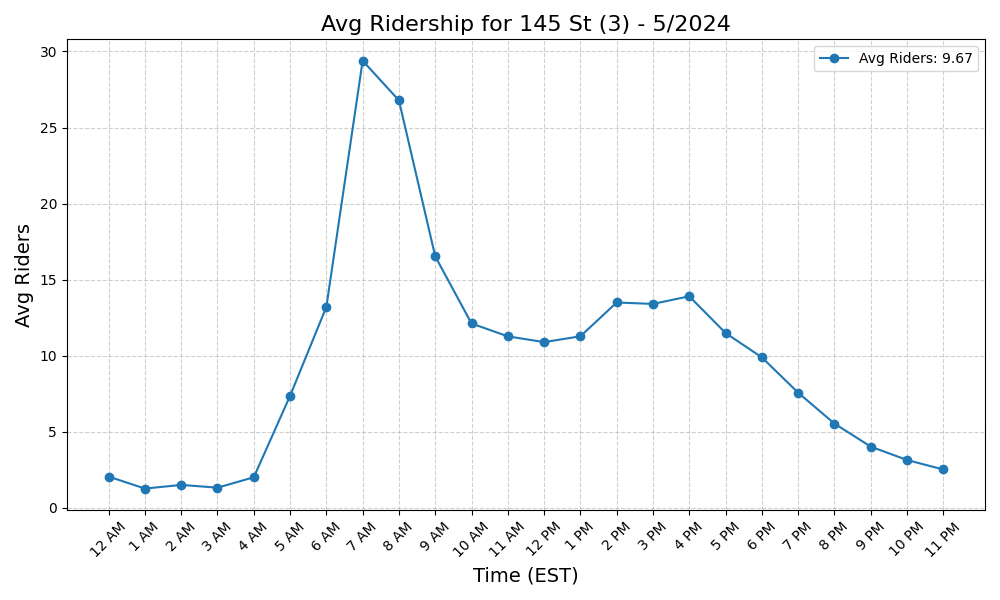 Avg Ridership for 145 St (3) - 5/2024
Avg Riders: 9.67
Avg Riders
30
25
20
15
10
5
0
12 AM
1 AM
2 AM
3 AM
4 AM
5 AM
6 AM
7 AM
8 AM
9 AM
10 AM
11 AM
12 PM
1 PM
2 PM
3 PM
4 PM
5 PM
6 PM
7 PM
8 PM
9 PM
10 PM
11 PM
Time (EST)